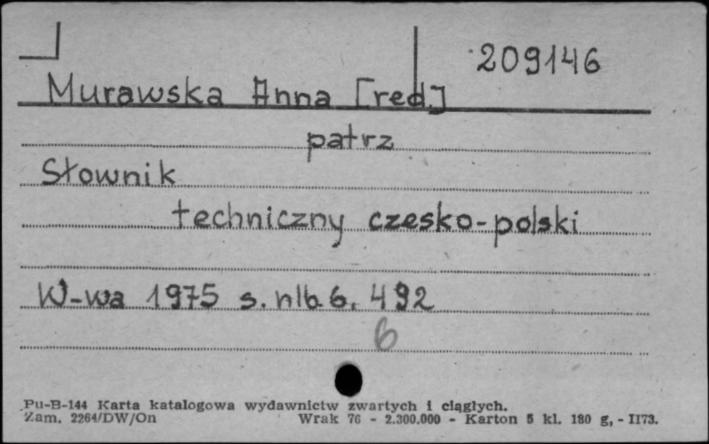 209146
Murawska Anna [red.]
patrz
Słownik
techniczny czesko-polski
W-wa 1975 s. nlb. 6, 492
6
Pu-B-144 Karta katalogowa wydawnictw zwartych i ciągłych.
Zam. 2264/DW/On Wrak 76 - 2.300.000 - Karton 5 kl. 180 g, - II73.